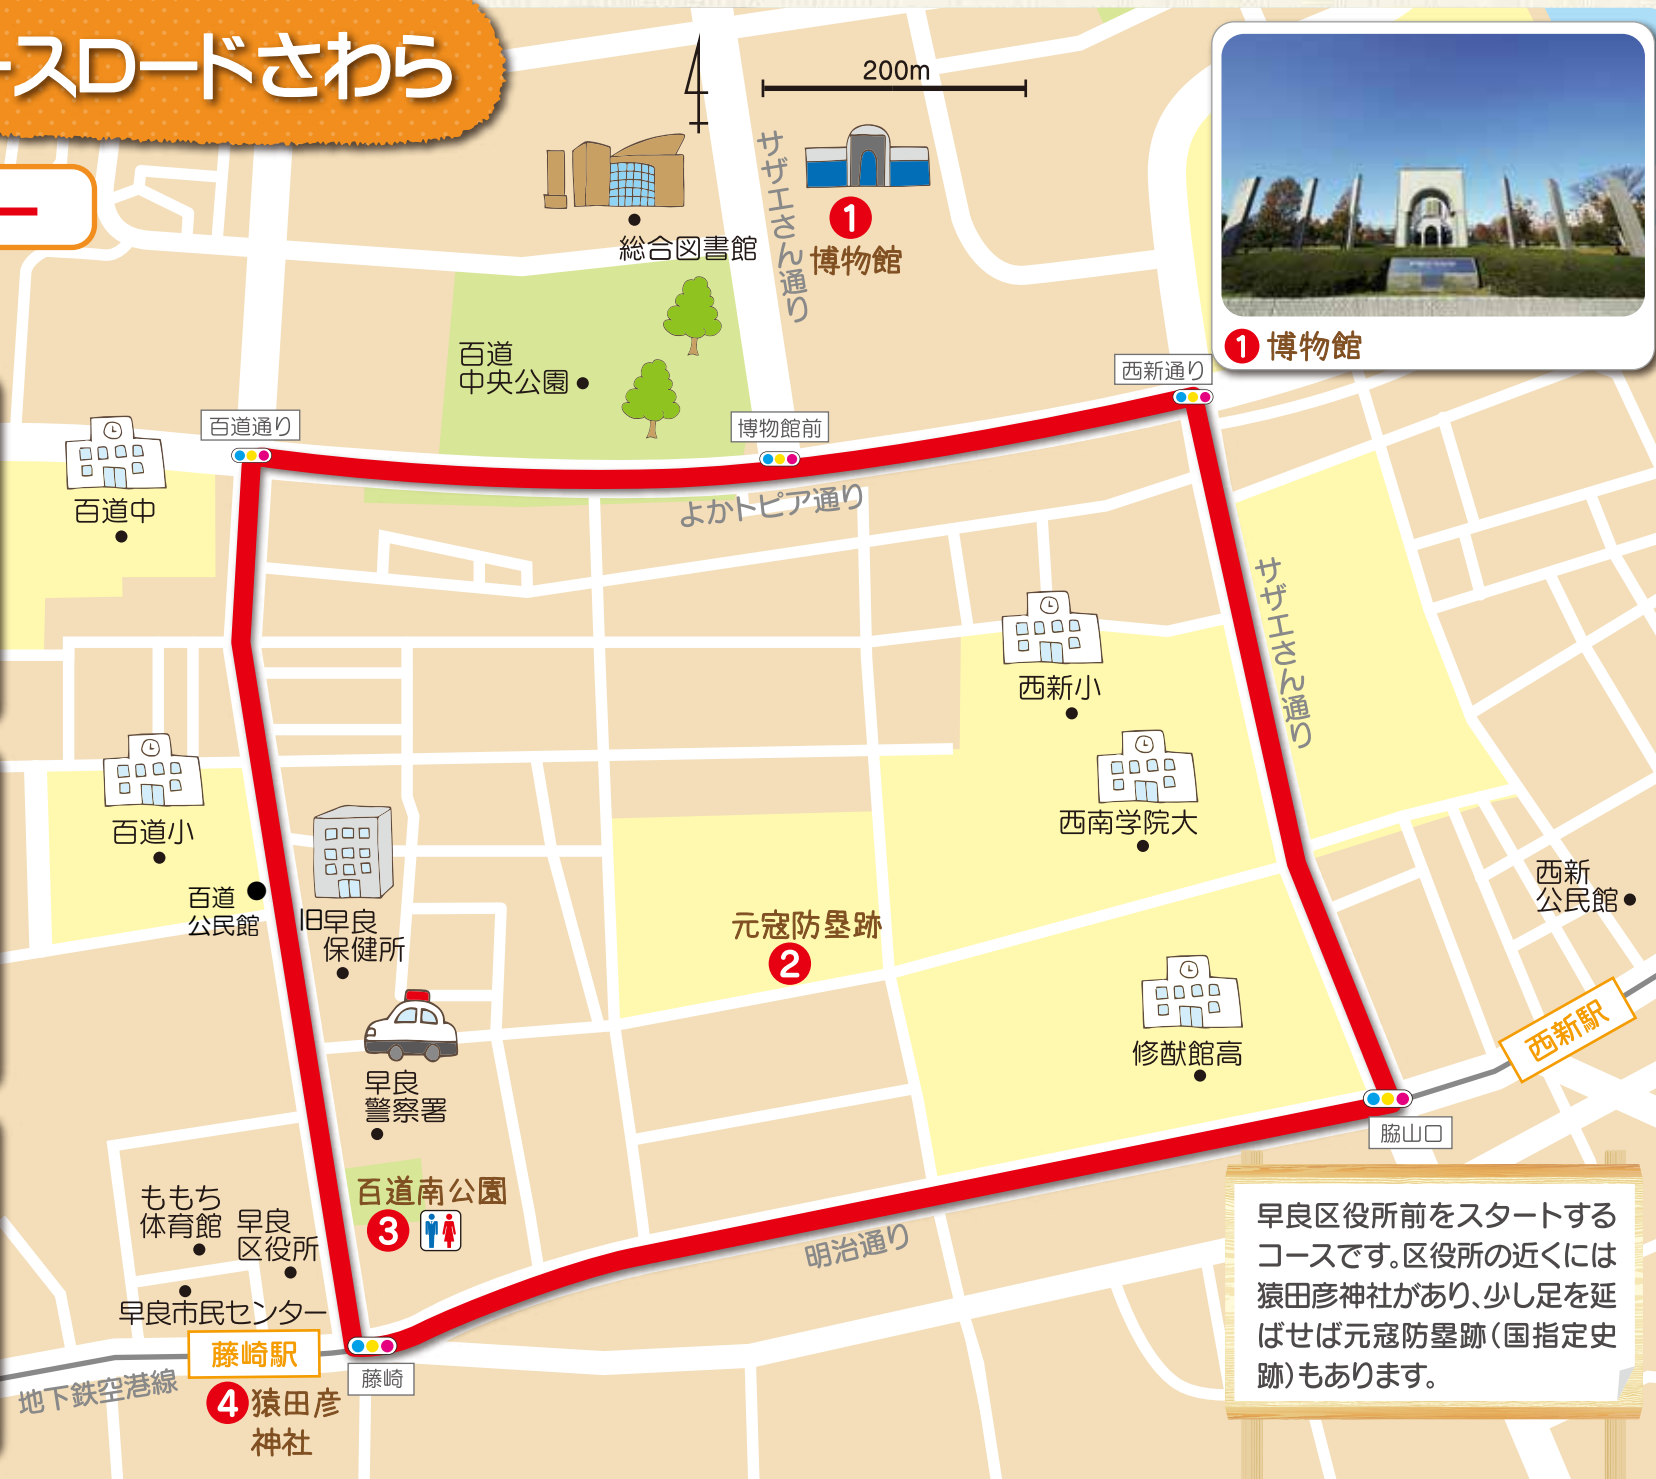 ースロードさわら
200m
サザエさん通り
総合図書館
1
博物館
1 博物館
百道
中央公園
西新通り
百道通り
博物館前
よかトピア通り
百道中
サザエさん通り
西新小
百道小
西南学院大
西新
公民館
百道
公民館
旧早良
保健所
元寇防塁跡
2
西新駅
修猷館高
早良
警察署
脇山口
百道南公園
3
ももち
体育館
早良
区役所
早良市民センター
明治通り
藤崎駅
藤崎
地下鉄空港線
4 猿田彦
神社
早良区役所前をスタートする
コースです。区役所の近くには
猿田彦神社があり、少し足を延
ばせば元寇防塁跡（国指定史
跡）もあります。